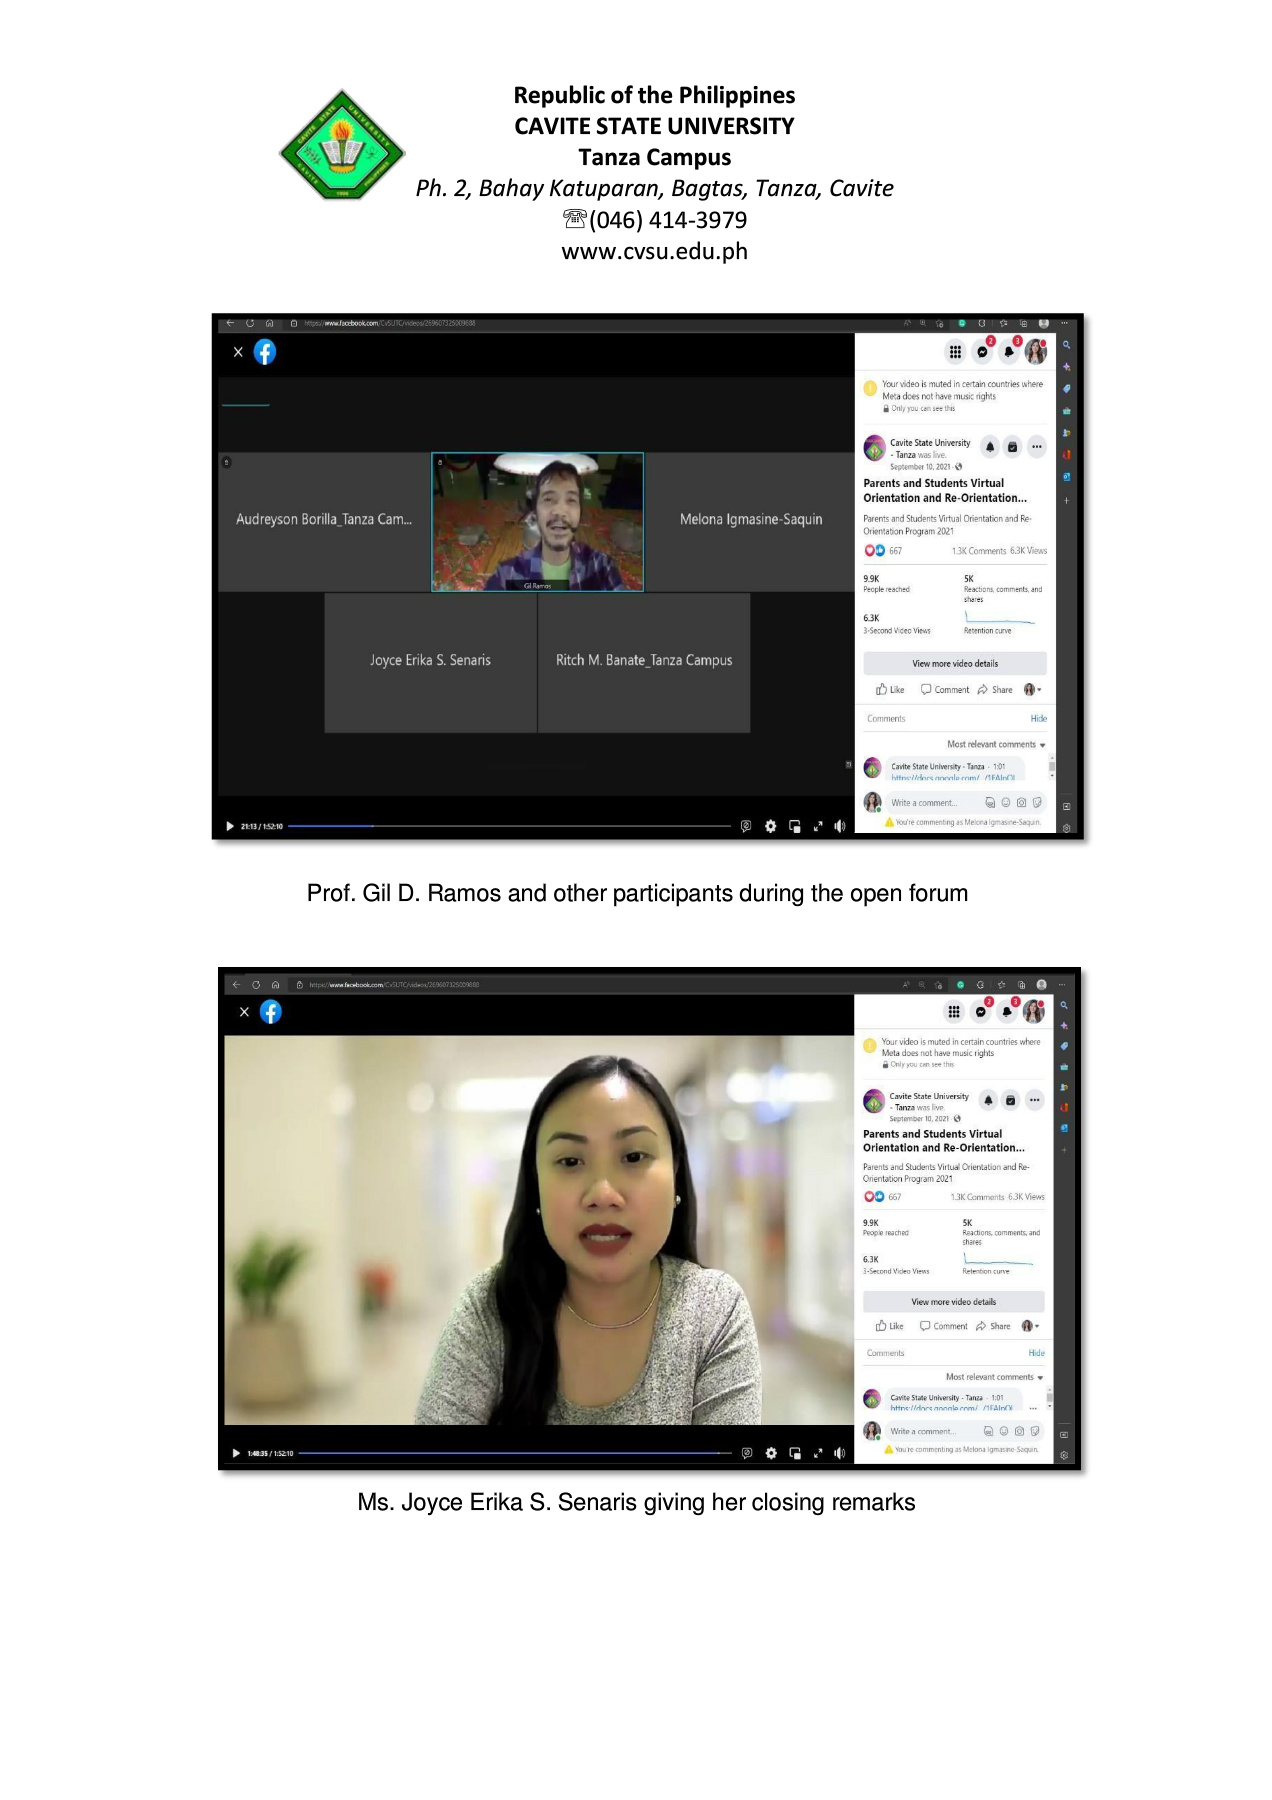 Republic of the Philippines
CAVITE STATE UNIVERSITY
Tanza Campus
Ph. 2, Bahay Katuparan, Bagtas, Tanza, Cavite
☏(046) 414-3979
www.cvsu.edu.ph
CAVITE STATE UNIVERSITY
CAVITE
PHILIPPINES
https://www.facebook.com/CvSUTC/videos/269607325009888
2
3
Your video is muted in certain countries where
Meta does not have music rights
Only you can see this
Cavite State University
- Tanza was live.
September 10, 2021 ·
Parents and Students Virtual
Orientation and Re-Orientation...
Parents and Students Virtual Orientation and Re-
Orientation Program 2021
667 1.3K Comments 6.3K Views
9.9K 5K
People reached Reactions, comments, and
shares
6.3K
3-Second Video Views Retention curve
View more video details
Like Comment Share
Comments Hide
Most relevant comments
Cavite State University - Tanza · 1:01
Write a comment...
You're commenting as Melona Igmasine-Saquin.
Audreyson Borilla_Tanza Cam...
Gil Ramos
Melona Igmasine-Saquin
Joyce Erika S. Senaris
Ritch M. Banate_Tanza Campus
21:13 / 1:52:10
Prof. Gil D. Ramos and other participants during the open forum
https://www.facebook.com/CvSUTC/videos/269607325009888
2
3
Your video is muted in certain countries where
Meta does not have music rights
Only you can see this
Cavite State University
- Tanza was live.
September 10, 2021 ·
Parents and Students Virtual
Orientation and Re-Orientation...
Parents and Students Virtual Orientation and Re-
Orientation Program 2021
667 1.3K Comments 6.3K Views
9.9K 5K
People reached Reactions, comments, and
shares
6.3K
3-Second Video Views Retention curve
View more video details
Like Comment Share
Comments Hide
Most relevant comments
Cavite State University - Tanza · 1:01
Write a comment...
You're commenting as Melona Igmasine-Saquin.
1:48:35 / 1:52:10
Ms. Joyce Erika S. Senaris giving her closing remarks